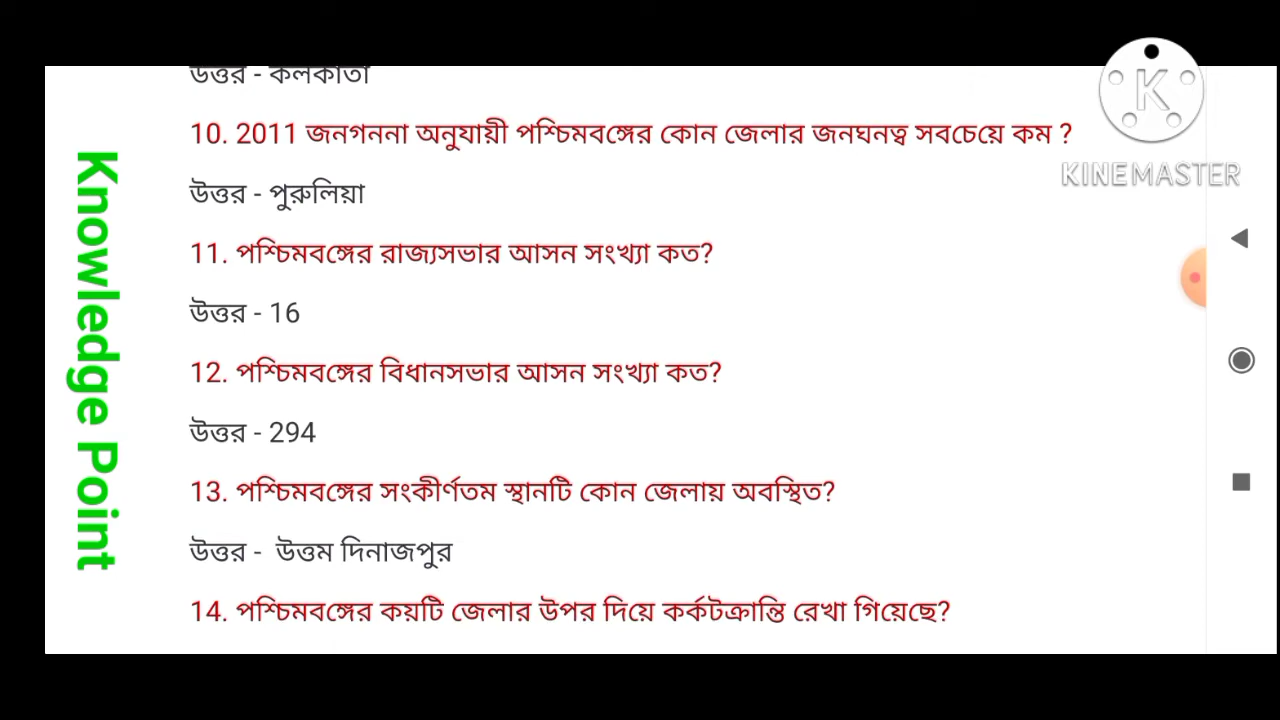 উত্তর - কলকাতা
10. 2011 জনগননা অনুযায়ী পশ্চিমবঙ্গের কোন জেলার জনঘনত্ব সবচেয়ে কম ?
উত্তর - পুরুলিয়া
11. পশ্চিমবঙ্গের রাজ্যসভার আসন সংখ্যা কত?
উত্তর - 16
12. পশ্চিমবঙ্গের বিধানসভার আসন সংখ্যা কত?
উত্তর - 294
13. পশ্চিমবঙ্গের সংকীর্ণতম স্থানটি কোন জেলায় অবস্থিত?
উত্তর - উত্তম দিনাজপুর
14. পশ্চিমবঙ্গের কয়টি জেলার উপর দিয়ে কর্কটক্রান্তি রেখা গিয়েছে?
Knowledge Point
K
KINEMASTER